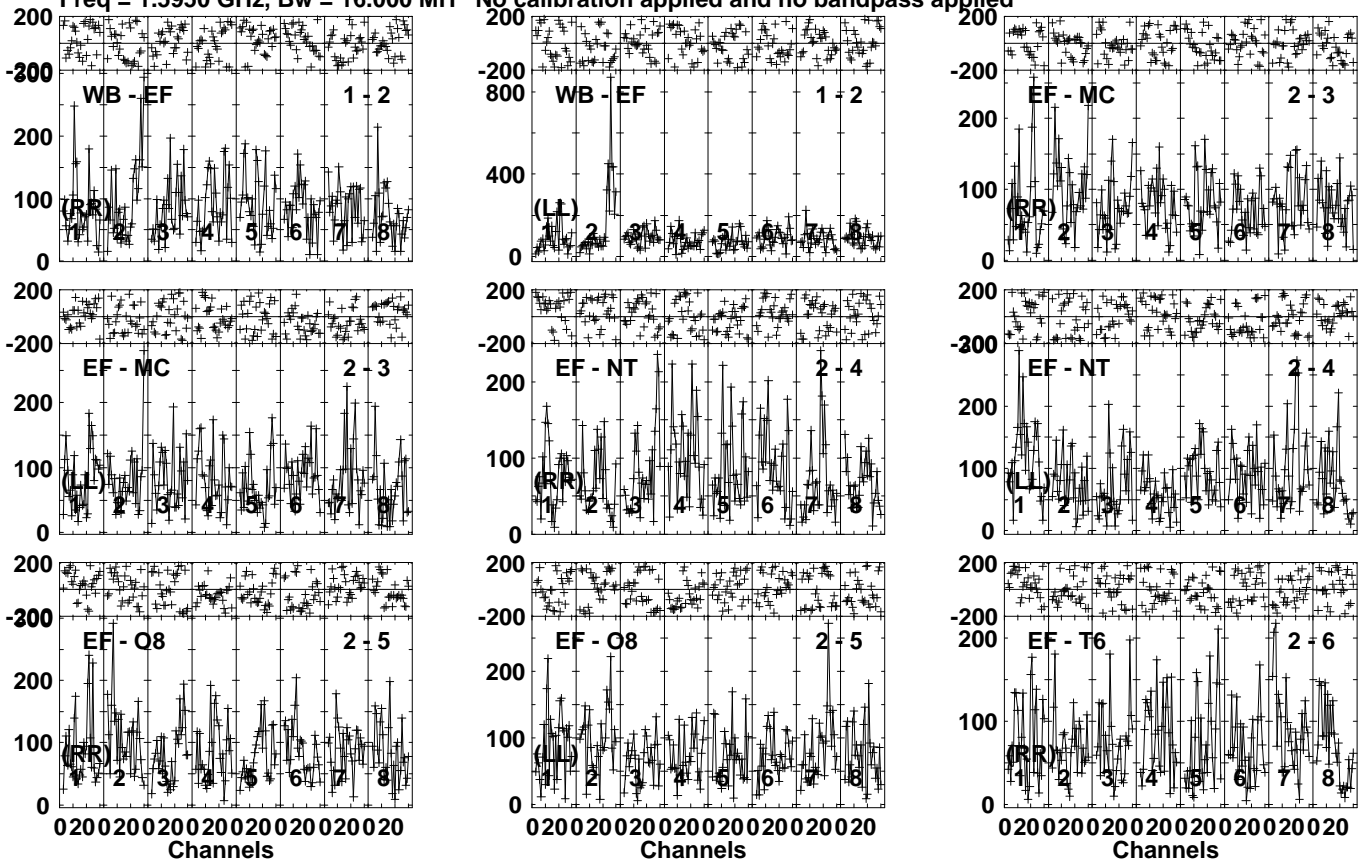 Freq = 1.5950 GHz, Bw = 16.000 MH No calibration applied and no bandpass applied
200 200 200
-200 -200 -200
300 WB - EF 1 - 2 800 WB - EF 1 - 2 EF - MC 2 - 3
200 400 200
100 (RR) (LL) 100 (RR)
1 2 3 4 5 6 7 8 1 2 3 4 5 6 7 8 1 2 3 4 5 6 7 8
0 0 0
200 200 200
-200 -200 -200
EF - MC 2 - 3 EF - NT 2 - 4 300 EF - NT 2 - 4
200 200 200
100 (LL) 100 (RR) 100 (LL)
1 2 3 4 5 6 7 8 1 2 3 4 5 6 7 8 1 2 3 4 5 6 7 8
0 0 0
200 200 200
-200 -200 -200
300 EF - O8 2 - 5 EF - O8 2 - 5 EF - T6 2 - 6
200 200 200
100 (RR) 100 (LL) 100 (RR)
1 2 3 4 5 6 7 8 1 2 3 4 5 6 7 8 1 2 3 4 5 6 7 8
0 0 0
0 20 0 20 0 20 0 20 0 20 0 20 0 20 0 20 0 20 0 20 0 20 0 20 0 20 0 20 0 20 0 20 0 20 0 20 0 20 0 20 0 20 0 20 0 20 0 20
Channels Channels Channels